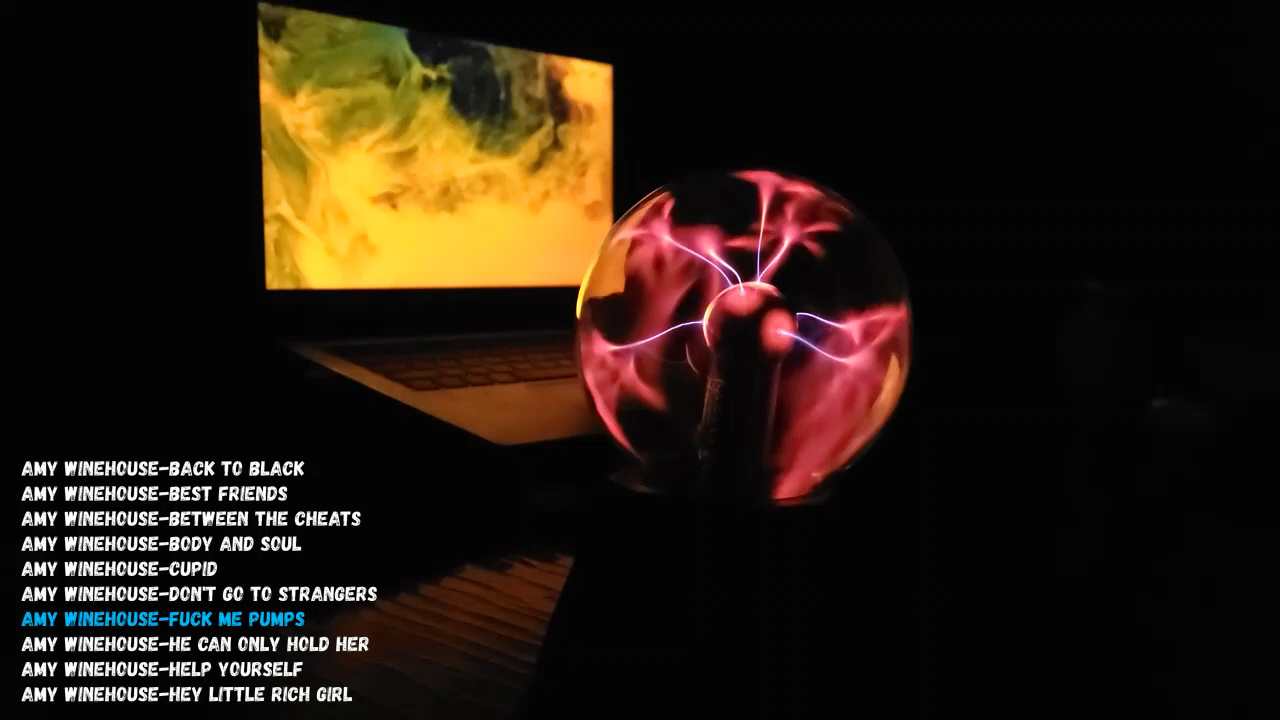 AMY WINEHOUSE-BACK TO BLACK
AMY WINEHOUSE-BEST FRIENDS
AMY WINEHOUSE-BETWEEN THE CHEATS
AMY WINEHOUSE-BODY AND SOUL
AMY WINEHOUSE-CUPID
AMY WINEHOUSE-DON'T GO TO STRANGERS
AMY WINEHOUSE-FUCK ME PUMPS
AMY WINEHOUSE-HE CAN ONLY HOLD HER
AMY WINEHOUSE-HELP YOURSELF
AMY WINEHOUSE-HEY LITTLE RICH GIRL